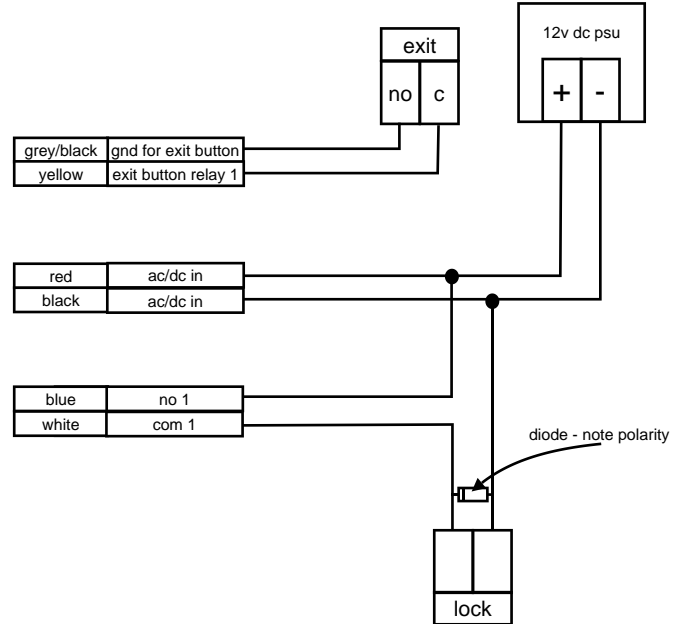 exit
no c
12v dc psu
+ -
grey/black gnd for exit button
yellow exit button relay 1
red ac/dc in
black ac/dc in
blue no 1
white com 1
diode - note polarity
lock